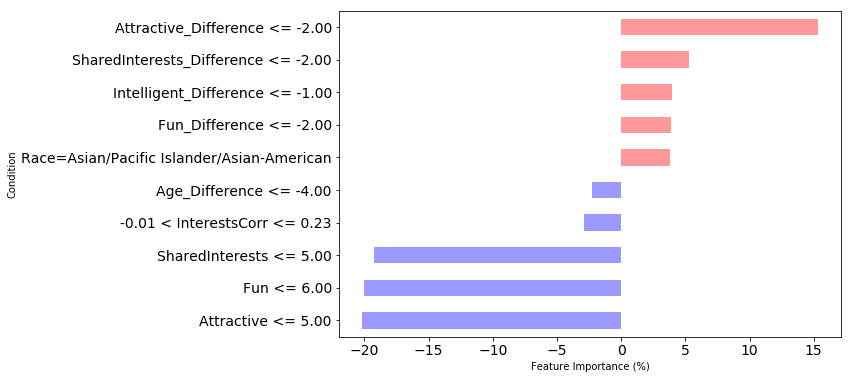 Attractive_Difference <= -2.00
SharedInterests_Difference <= -2.00
Intelligent_Difference <= -1.00
Fun_Difference <= -2.00
Race=Asian/Pacific Islander/Asian-American
Age_Difference <= -4.00
-0.01 < InterestsCorr <= 0.23
SharedInterests <= 5.00
Fun <= 6.00
Attractive <= 5.00
Condition
−20 −15 −10 −5 0 5 10 15
Feature Importance (%)